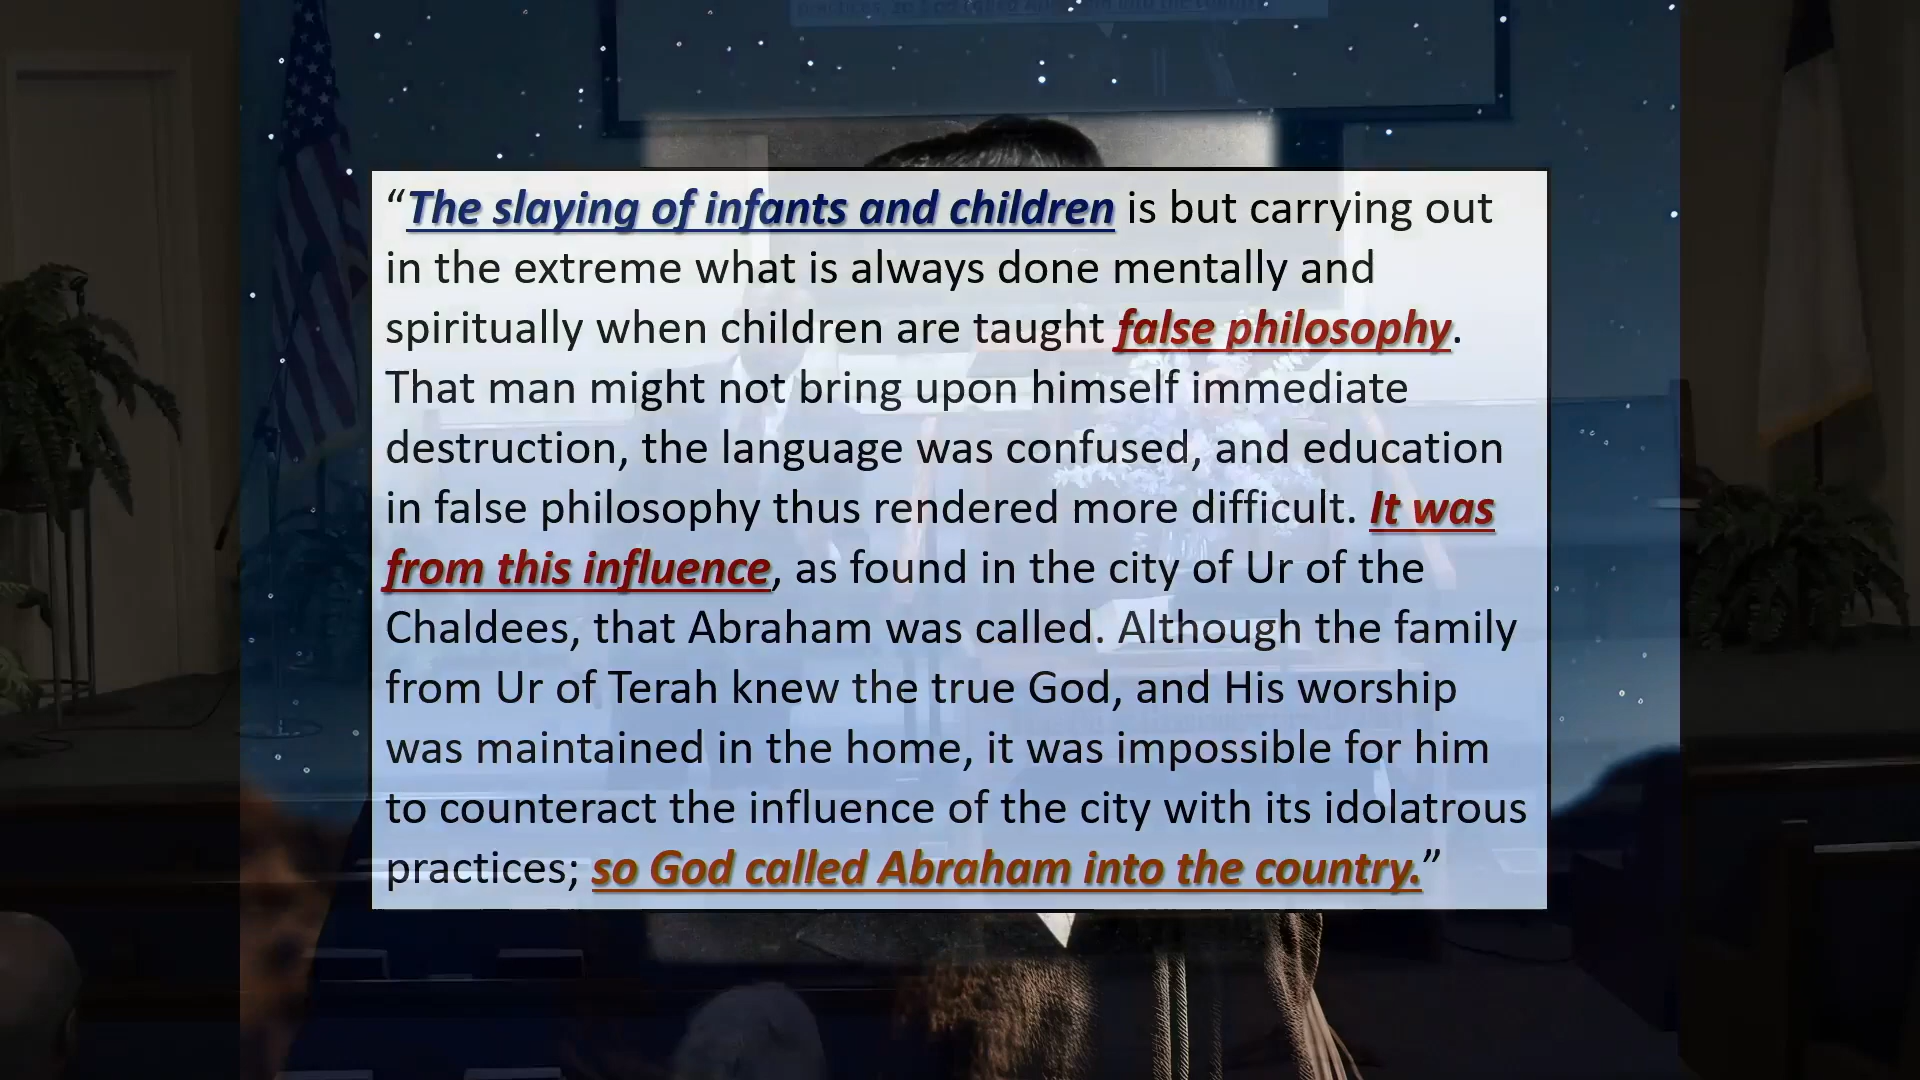 “The slaying of infants and children is but carrying out
in the extreme what is always done mentally and
spiritually when children are taught false philosophy.
That man might not bring upon himself immediate
destruction, the language was confused, and education
in false philosophy thus rendered more difficult. It was
from this influence, as found in the city of Ur of the
Chaldees, that Abraham was called. Although the family
from Ur of Terah knew the true God, and His worship
was maintained in the home, it was impossible for him
to counteract the influence of the city with its idolatrous
practices; so God called Abraham into the country.”